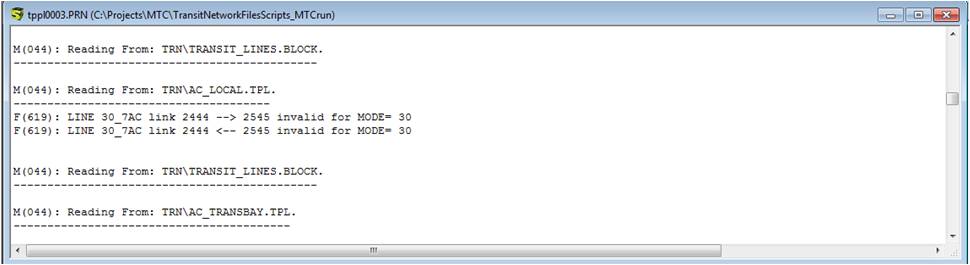 tppl0003.PRN (C:\Projects\MTC\TransitNetworkFilesScripts_MTCrun)
M(044): Reading From: TRN\TRANSIT_LINES.BLOCK.
---------------------------------------------
M(044): Reading From: TRN\AC_LOCAL.TPL.
--------------------------------------
F(619): LINE 30_7AC link 2444 --> 2545 invalid for MODE= 30
F(619): LINE 30_7AC link 2444 <-- 2545 invalid for MODE= 30
M(044): Reading From: TRN\TRANSIT_LINES.BLOCK.
---------------------------------------------
M(044): Reading From: TRN\AC_TRANSBAY.TPL.
-----------------------------------------